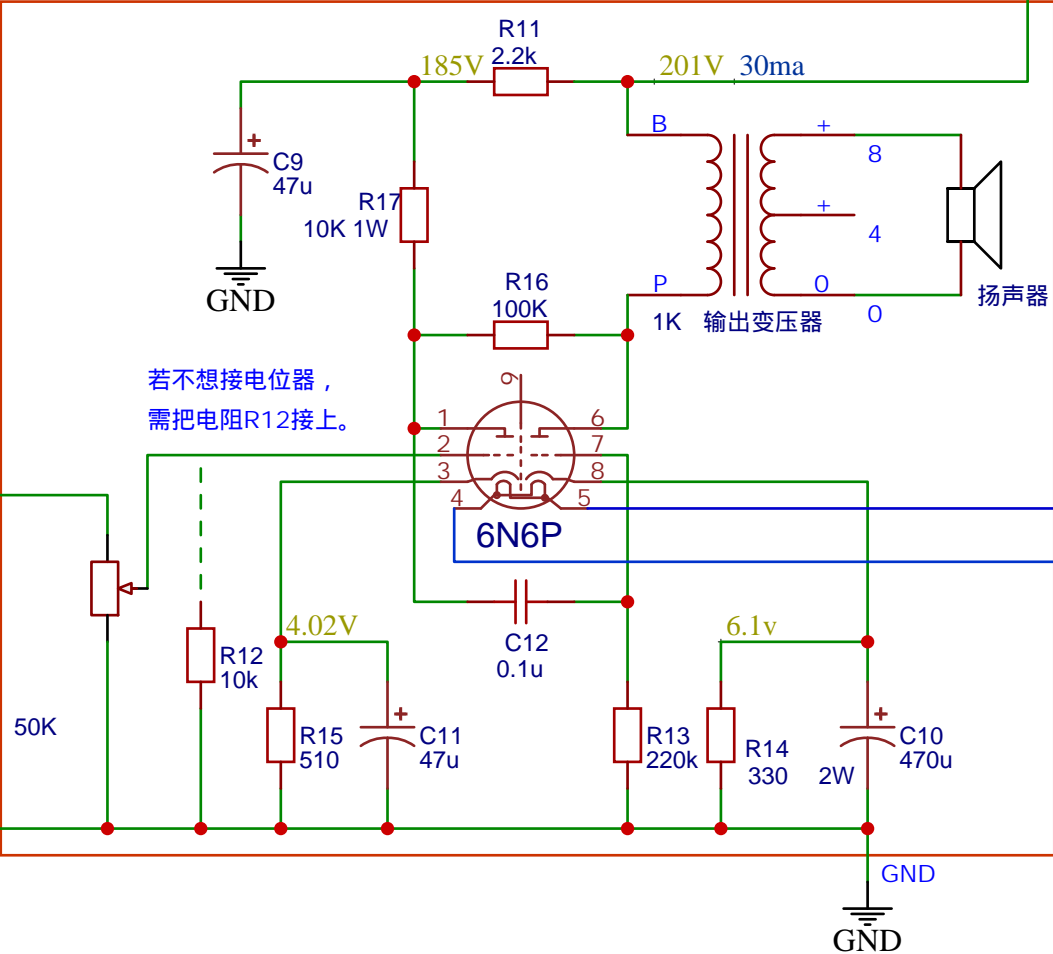 R11
2.2k
185V
201V 30ma
B
+
8
C9
47u
R17
10K 1W
+
4
GND
R16
100K
P
1K
输出变压器
0
0
扬声器
若不想接电位器，
需把电阻R12接上。
9
1
2
3
4
6
7
8
5
6N6P
4.02V
6.1v
C12
0.1u
R12
10k
50K
R15
510
+
C11
47u
R13
220k
R14
330
2W
+
C10
470u
GND
GND